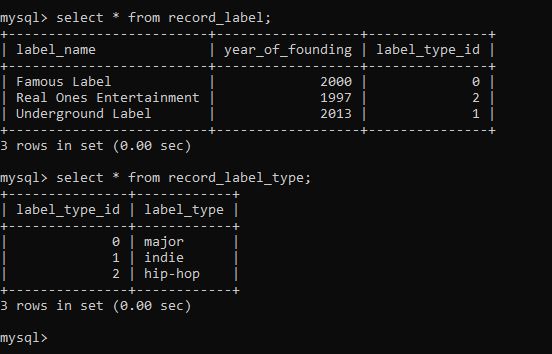 mysql> select * from record_label;
+------------------------+------------------+---------------+
| label_name             | year_of_founding | label_type_id |
+------------------------+------------------+---------------+
| Famous Label           |             2000 |             0 |
| Real Ones Entertainment |             1997 |             2 |
| Underground Label      |             2013 |             1 |
+------------------------+------------------+---------------+
3 rows in set (0.00 sec)
mysql> select * from record_label_type;
+---------------+------------+
| label_type_id | label_type |
+---------------+------------+
|             0 | major      |
|             1 | indie      |
|             2 | hip-hop    |
+---------------+------------+
3 rows in set (0.00 sec)
mysql>